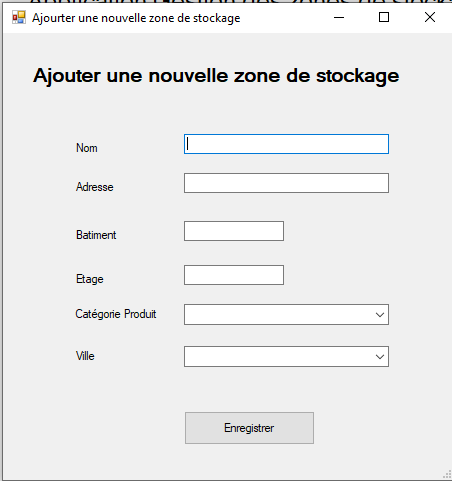 Ajourter une nouvelle zone de stockage
Ajouter une nouvelle zone de stockage
Nom
Adresse
Batiment
Etage
Catégorie Produit
Ville
Enregistrer